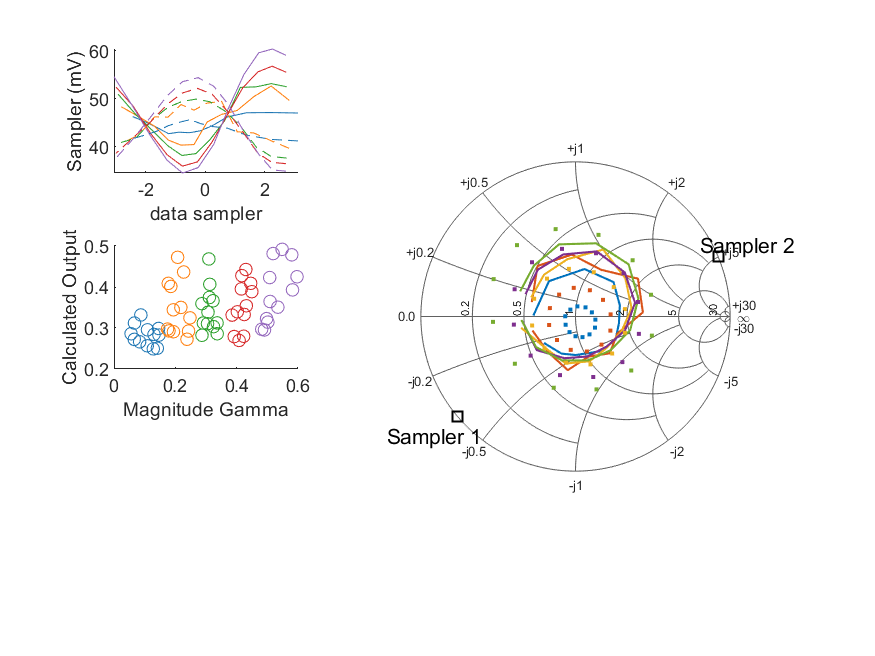 60
50
40
Sampler (mV)
-2
0
2
data sampler
0.5
0.4
0.3
0.2
Calculated Output
0
0.2
0.4
0.6
Magnitude Gamma
+j1
+j0.5
+j2
+j0.2
Sampler 2
+j5
0.0
0.2
0.5
1
2
5
30
+j30
∞
-j30
-j0.2
-j5
Sampler 1
-j0.5
-j2
-j1